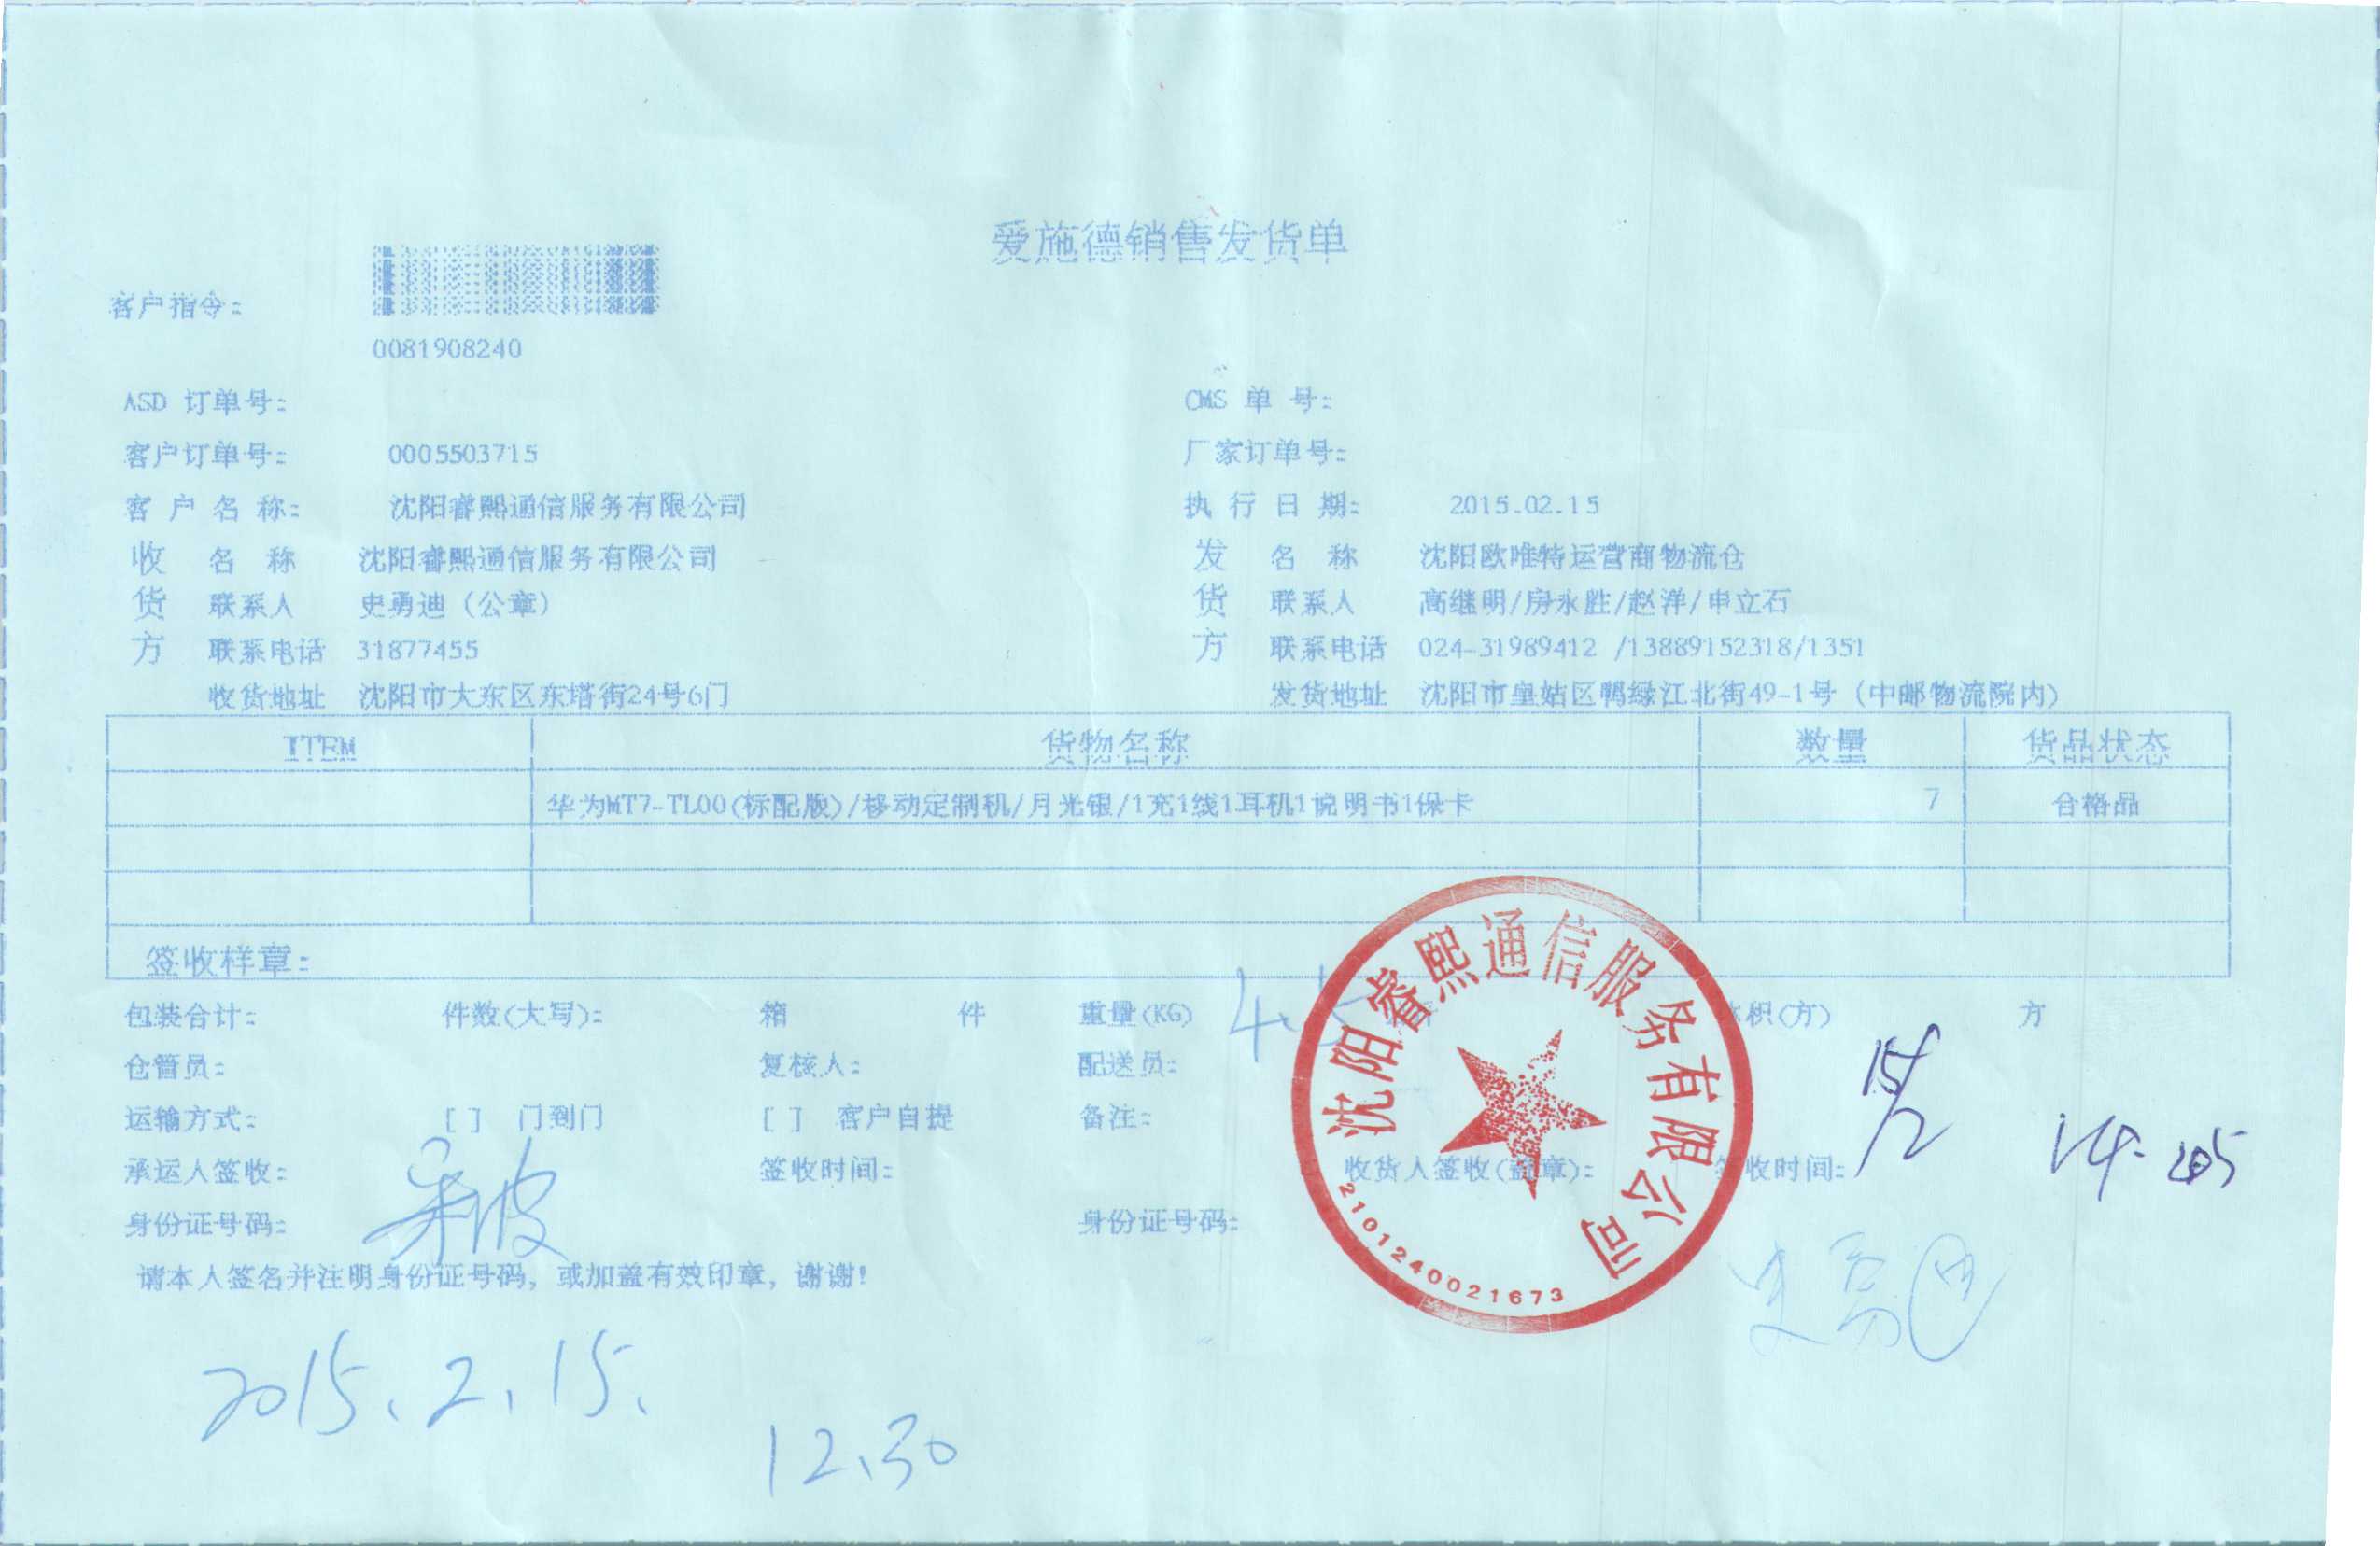 爱施德销售发货单
客户指令:
0081908240
ASD 订单号: CMS 单 号:
客户订单号: 0005503715 厂家订单号:
客 户 名 称: 沈阳睿熙通信服务有限公司 执 行 日 期: 2015.02.15
收 名 称 沈阳睿熙通信服务有限公司 发 名 称 沈阳欧唯特运营商物流仓
货 联系人 史勇迪（公章） 货 联系人 高继明/房永胜/赵洋/申立石
方 联系电话 31877455 方 联系电话 024-31989412 /13889152318/1351
收货地址 沈阳市大东区东塔街24号6门 发货地址 沈阳市皇姑区鸭绿江北街49-1号（中邮物流院内）
ITEM 货物名称 数量 货品状态
华为MT7-TL00(标配版)/移动定制机/月光银/1充1线1耳机1说明书1保卡 7 合格品
签收样章:
包装合计: 件数(大写): 箱 件 重量(KG) 4.5 体积(方) 方
仓管员: 复核人: 配送员:
运输方式: [ ] 门到门 [ ] 客户自提 备注:
承运人签收: 签收时间: 收货人签收(盖章): 签收时间: 15/2
身份证号码: 身份证号码:
请本人签名并注明身份证号码，或加盖有效印章，谢谢!
沈阳睿熙通信服务有限公司
2101240021673
2015.2.15.
12.30